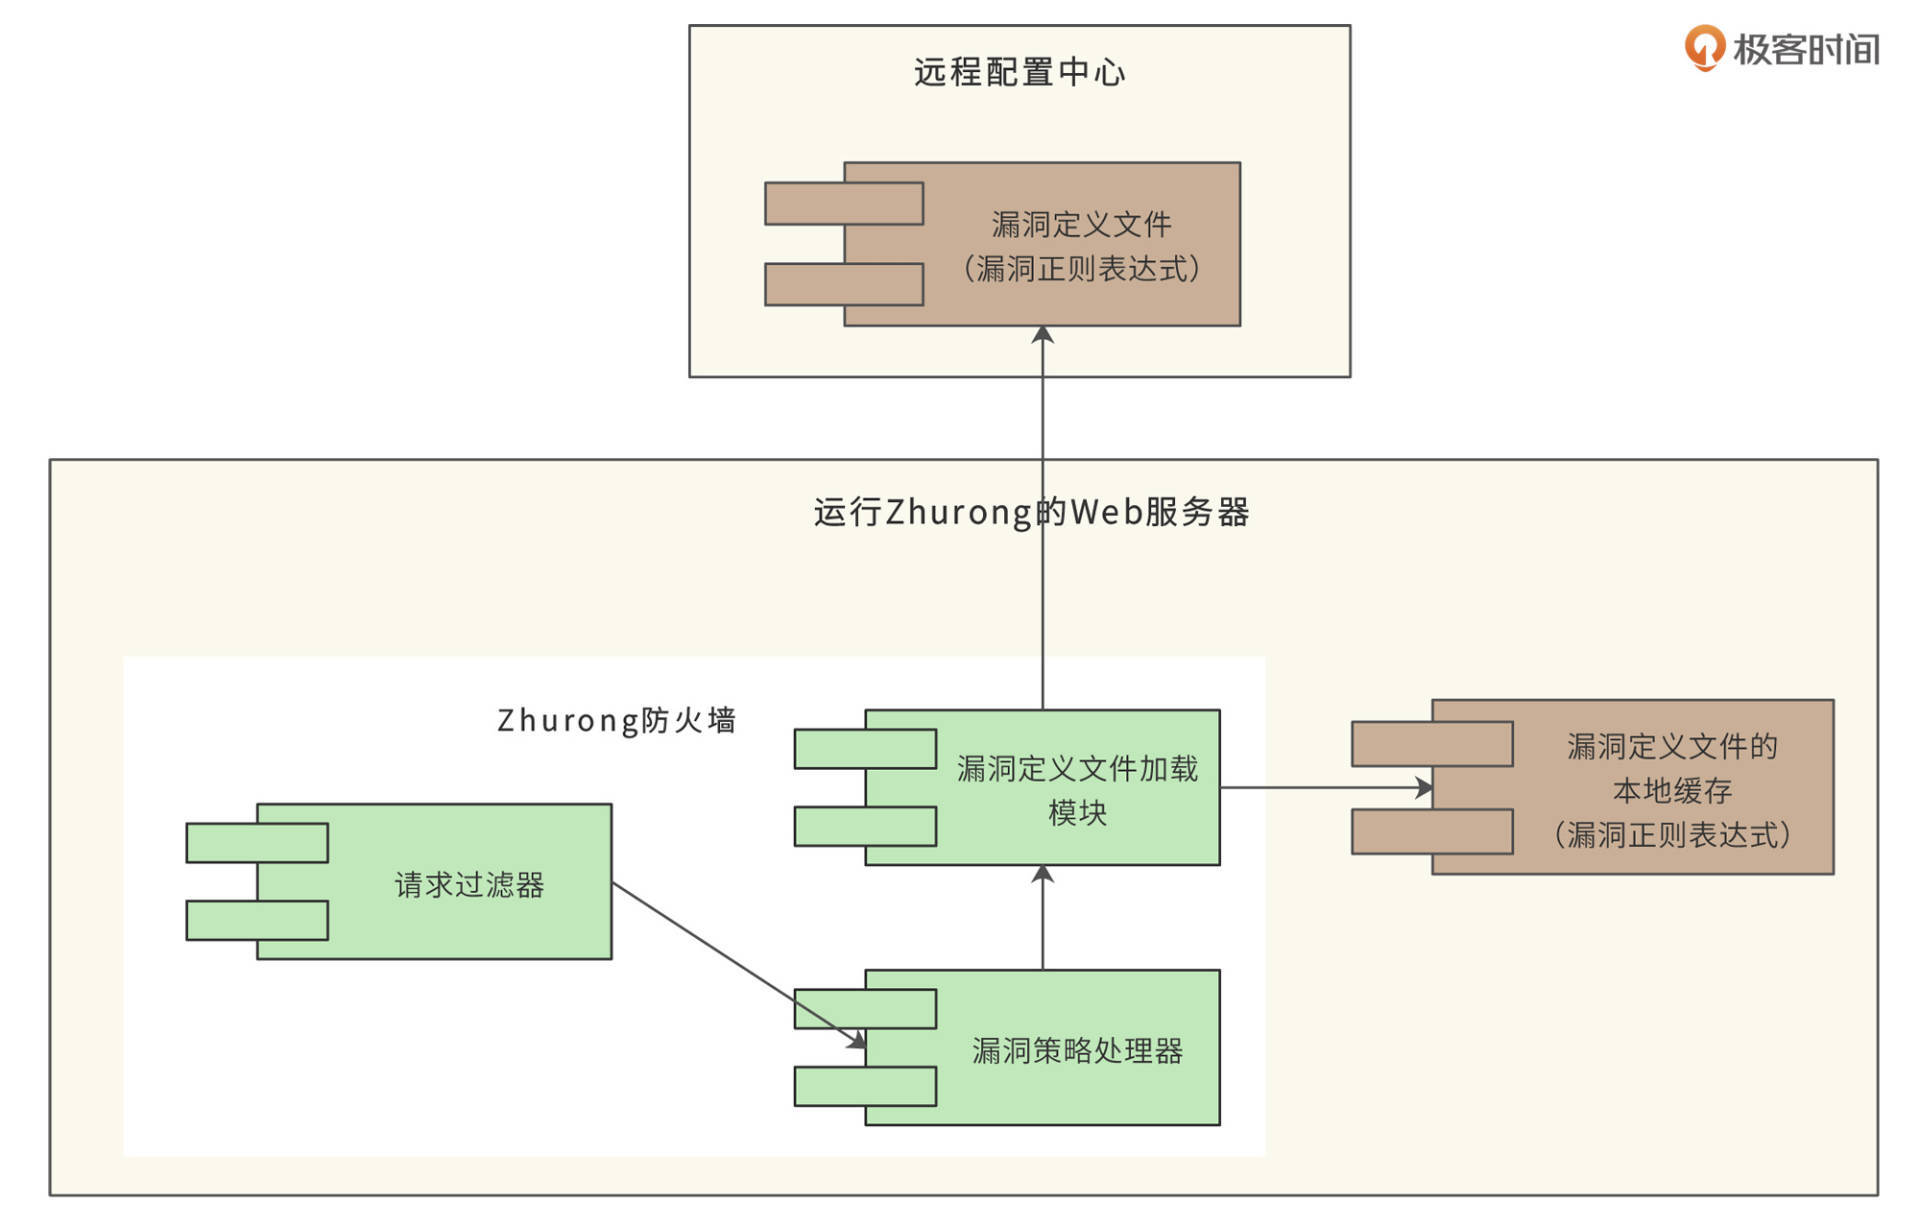 极客时间
远程配置中心
漏洞定义文件
（漏洞正则表达式）
运行Zhurong的Web服务器
Zhurong防火墙
漏洞定义文件加载
模块
漏洞定义文件的
本地缓存
（漏洞正则表达式）
请求过滤器
漏洞策略处理器